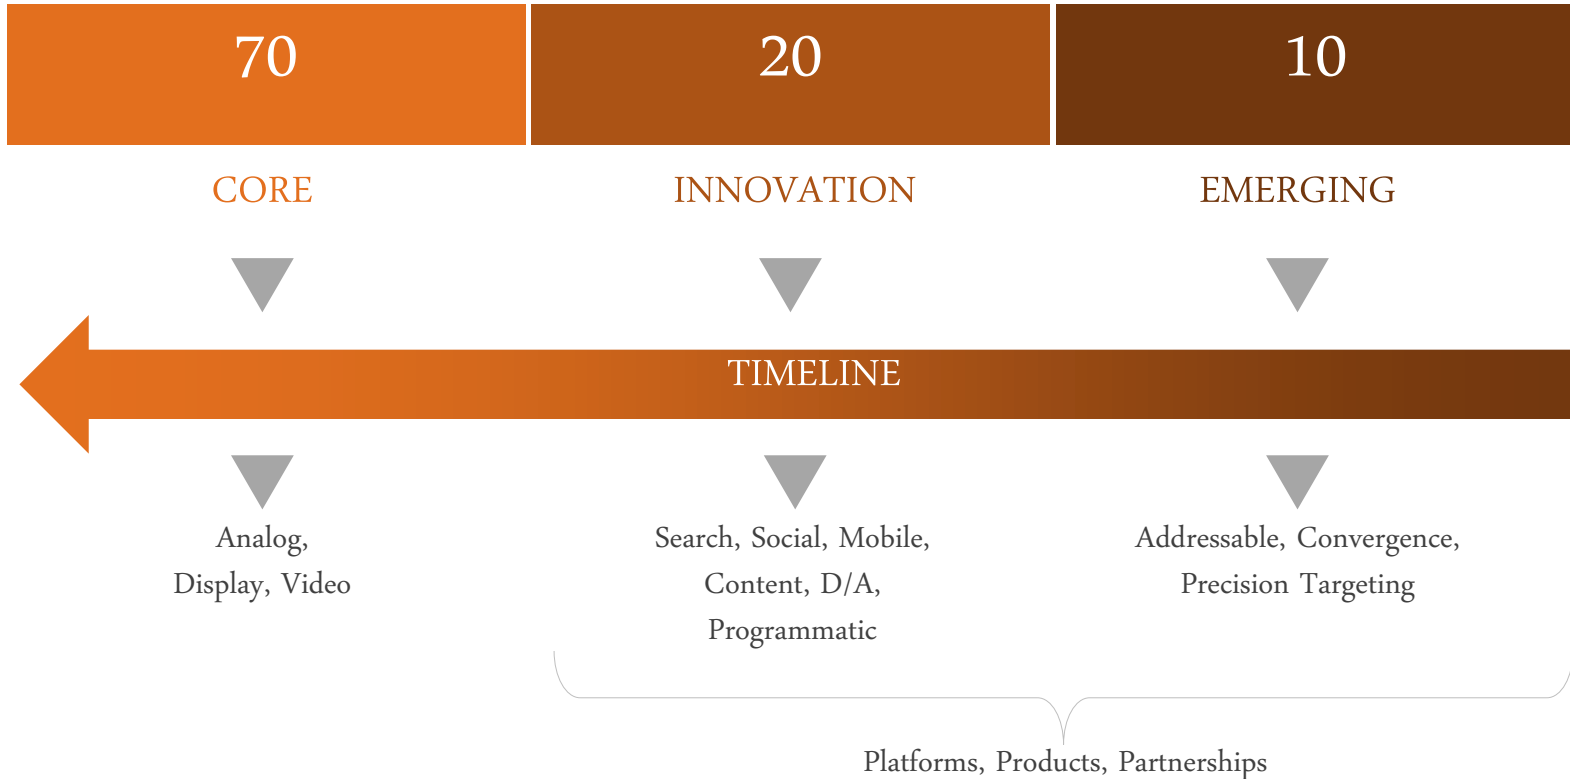 70
20
10
CORE
INNOVATION
EMERGING
TIMELINE
Analog,
Display, Video
Search, Social, Mobile,
Content, D/A,
Programmatic
Addressable, Convergence,
Precision Targeting
Platforms, Products, Partnerships